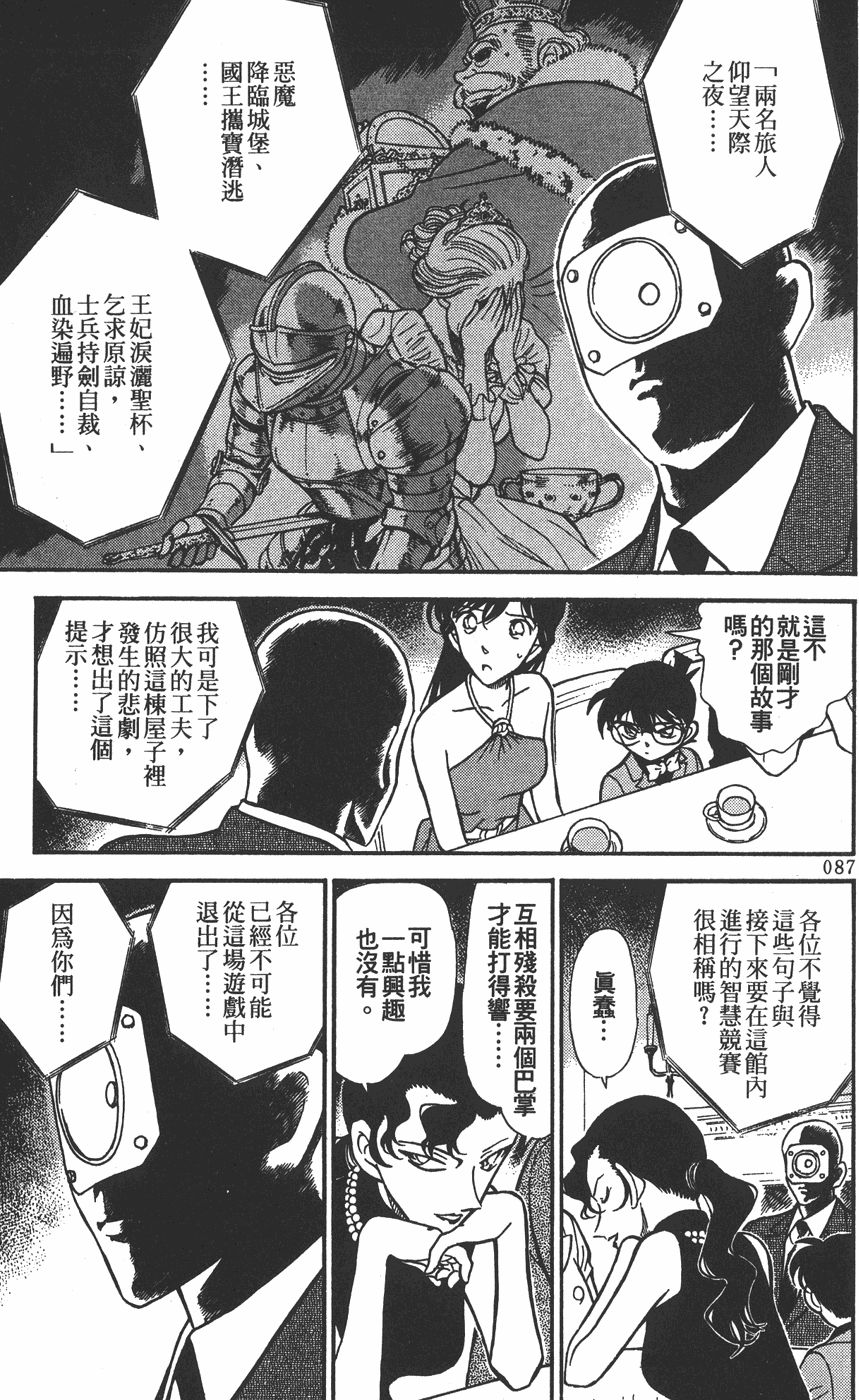 「兩名旅人
仰望天際
之夜……
惡魔
降臨城堡、
國王攜寶潛逃
……
王妃淚灑聖杯、
乞求原諒，
士兵持劍自裁、
血染遍野……」
這不
就是剛才
的那個故事
嗎？
我可是下了
很大的工夫，
仿照這棟屋子裡
發生的悲劇，
才想出了這個
提示……
087
各位不覺得
這些句子與
接下來要在這館內
進行的智慧競賽
很相稱嗎？
眞蠢…
互相殘殺要兩個巴掌
才能打得響……
可惜我
一點興趣
也沒有。
各位
已經不可能
從這場遊戲中
退出了……
因爲你們……